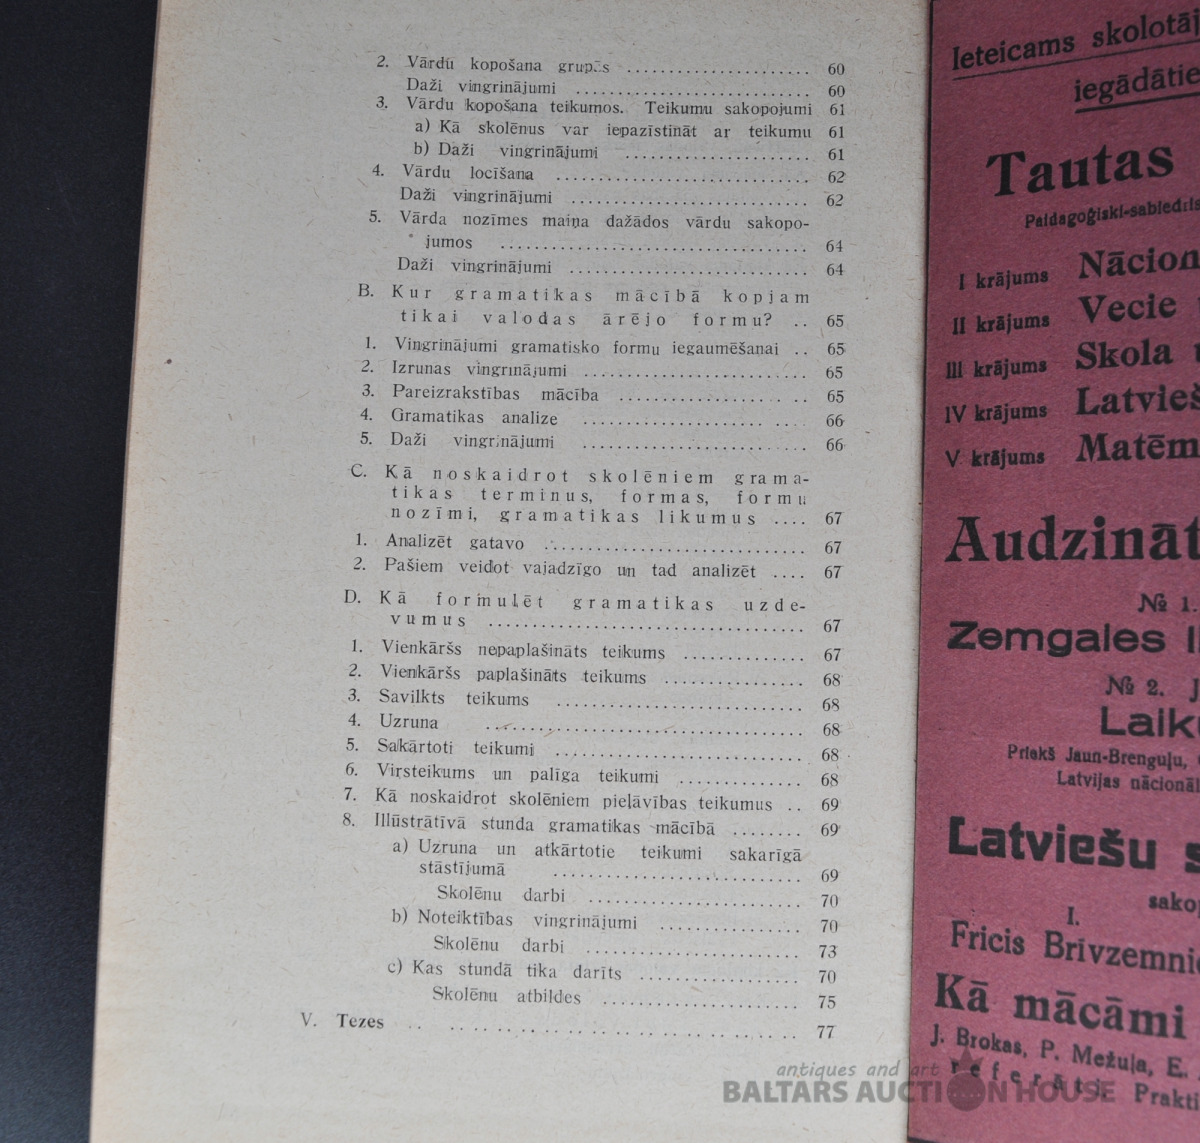 2. Vārdu kopošana grupās ........ 60
Daži vingrinājumi ........ 60
3. Vārdu kopošana teikumos. Teikumu sakopojumi 61
a) Kā skolēnus var iepazīstināt ar teikumu 61
b) Daži vingrinājumi ........ 61
4. Vārdu locīšana ........ 62
Daži vingrinājumi ........ 62
5. Vārda nozīmes maiņa dažādos vārdu sakopo-
jumos ........ 64
Daži vingrinājumi ........ 64
B. Kur gramatikas mācībā kopjam
tikai valodas ārējo formu? .. 65
1. Vingrinājumi gramatisko formu iegaumēšanai .. 65
2. Izrunas vingrinājumi ........ 65
3. Pareizrakstības mācība ........ 65
4. Gramatikas analize ........ 66
5. Daži vingrinājumi ........ 66
C. Kā noskaidrot skolēniem grama-
tikas terminus, formas, formu
nozīmi, gramatikas likumus .... 67
1. Analizēt gatavo ........ 67
2. Pašiem veidot vajadzīgo un tad analizēt .... 67
D. Kā formulēt gramatikas uzde-
vumus ........ 67
1. Vienkāršs nepaplašināts teikums ........ 67
2. Vienkāršs paplašināts teikums ........ 68
3. Savilkts teikums ........ 68
4. Uzruna ........ 68
5. Sakārtoti teikumi ........ 68
6. Virsteikums un palīga teikumi ........ 68
7. Kā noskaidrot skolēniem pieļāvības teikumus .. 69
8. Illūstrātīvā stunda gramatikas mācībā ........ 69
a) Uzruna un atkārtotie teikumi sakarīgā
stāstījumā ........ 69
Skolēnu darbi ........ 70
b) Noteiktības vingrinājumi ........ 70
Skolēnu darbi ........ 73
c) Kas stundā tika darīts ........ 70
Skolēnu atbildes ........ 75
V. Tezes ........ 77
Ieteicams skolotāj
iegādātie
Tautas
Paidagoģiski-sabiedris
I krājums Nācion
II krājums Vecie
III krājums Skola
IV krājums Latvieš
V krājums Matēm
Audzināt
№ 1.
Zemgales
№ 2. J
Laik
Priekš Jaun-Brenguļu,
Latvijas nācionāl
Latviešu s
sakop
I.
Fricis Brīvzemnie
Kā mācāmi
J. Brokas, P. Mežuļa, E.
referāti. Prakti
antiques and art
BALTARS AUCTION HOUSE